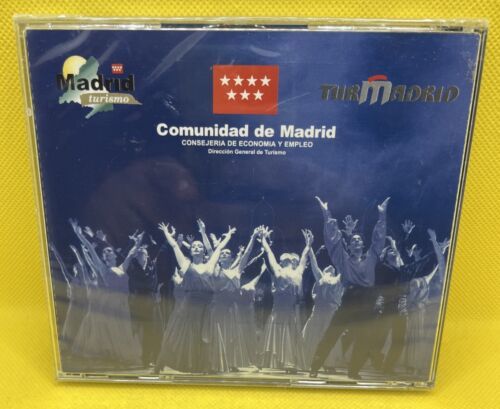 Madrid
turismo
TURMADRID
Comunidad de Madrid
CONSEJERIA DE ECONOMIA Y EMPLEO
Dirección General de Turismo